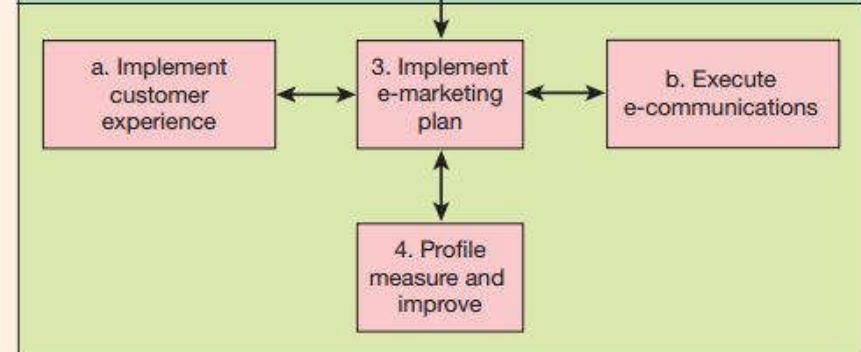 a. Implement
customer
experience
3. Implement
e-marketing
plan
b. Execute
e-communications
4. Profile
measure and
improve